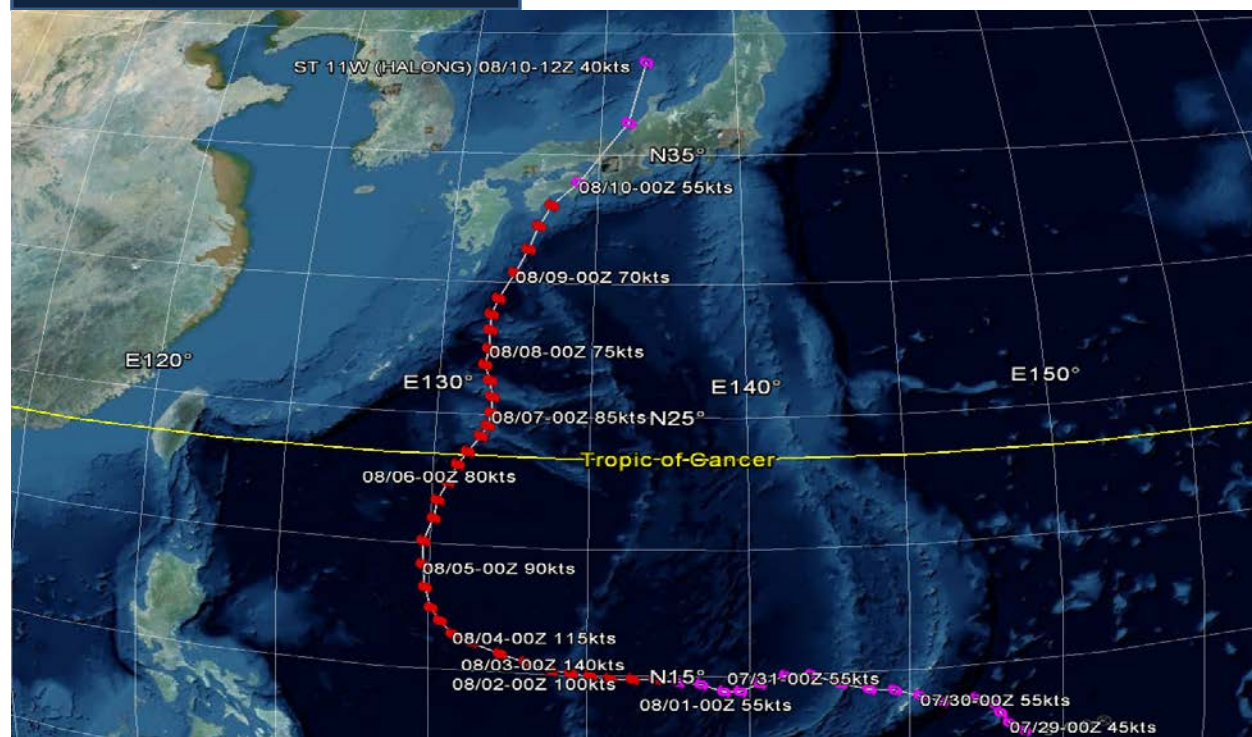 ST 11W (HALONG) 08/10-12Z 40kts
N35°
08/10-00Z 55kts
08/09-00Z 70kts
08/08-00Z 75kts
E120°
E130°
E140°
E150°
08/07-00Z 85kts
N25°
Tropic of Cancer
08/06-00Z 80kts
08/05-00Z 90kts
08/04-00Z 115kts
08/03-00Z 140kts
N15°
07/31-00Z 55kts
08/02-00Z 100kts
08/01-00Z 55kts
07/30-00Z 55kts
07/29-00Z 45kts